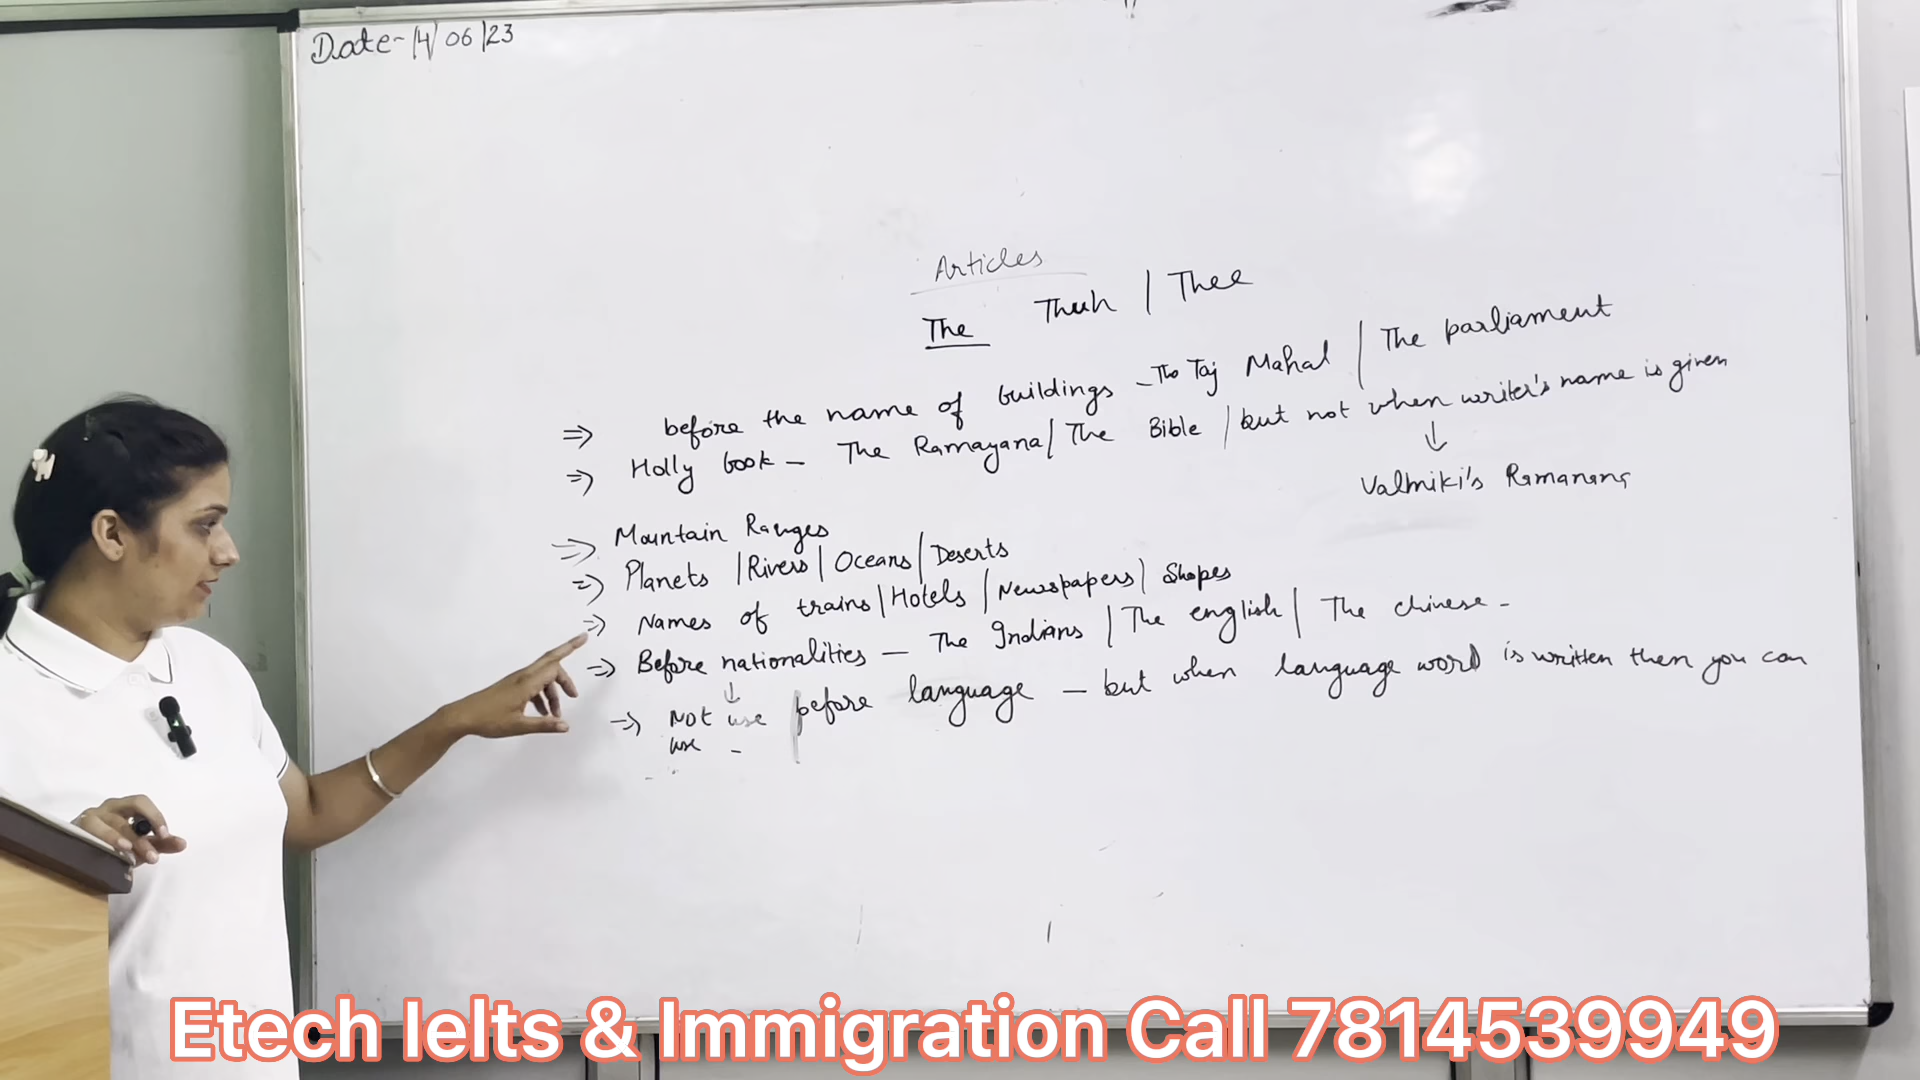 Date- 14/06/23
Articles
The Thuh | Thee
⇒ before the name of buildings - The Taj Mahal | The parliament
⇒ Holly book - The Ramayana/ The Bible / but not when writer's name is given
↓
Valmiki's
⇒ Mountain Ranges
⇒ Planets |Rivers| Oceans| Deserts
⇒ Names of trains| Hotels |Newspapers| Shopes
⇒ Before nationalities - The Indians | The english | The chinese -
↓
⇒ Not use before language - but when language word is written then you can
use -
Etech Ielts & Immigration Call 7814539949